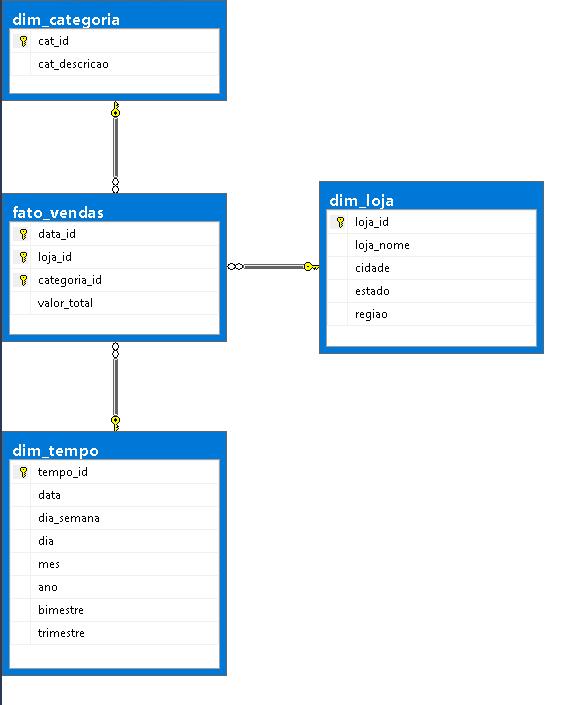 dim_categoria
cat_id
cat_descricao
fato_vendas
data_id
loja_id
categoria_id
valor_total
dim_loja
loja_id
loja_nome
cidade
estado
regiao
dim_tempo
tempo_id
data
dia_semana
dia
mes
ano
bimestre
trimestre